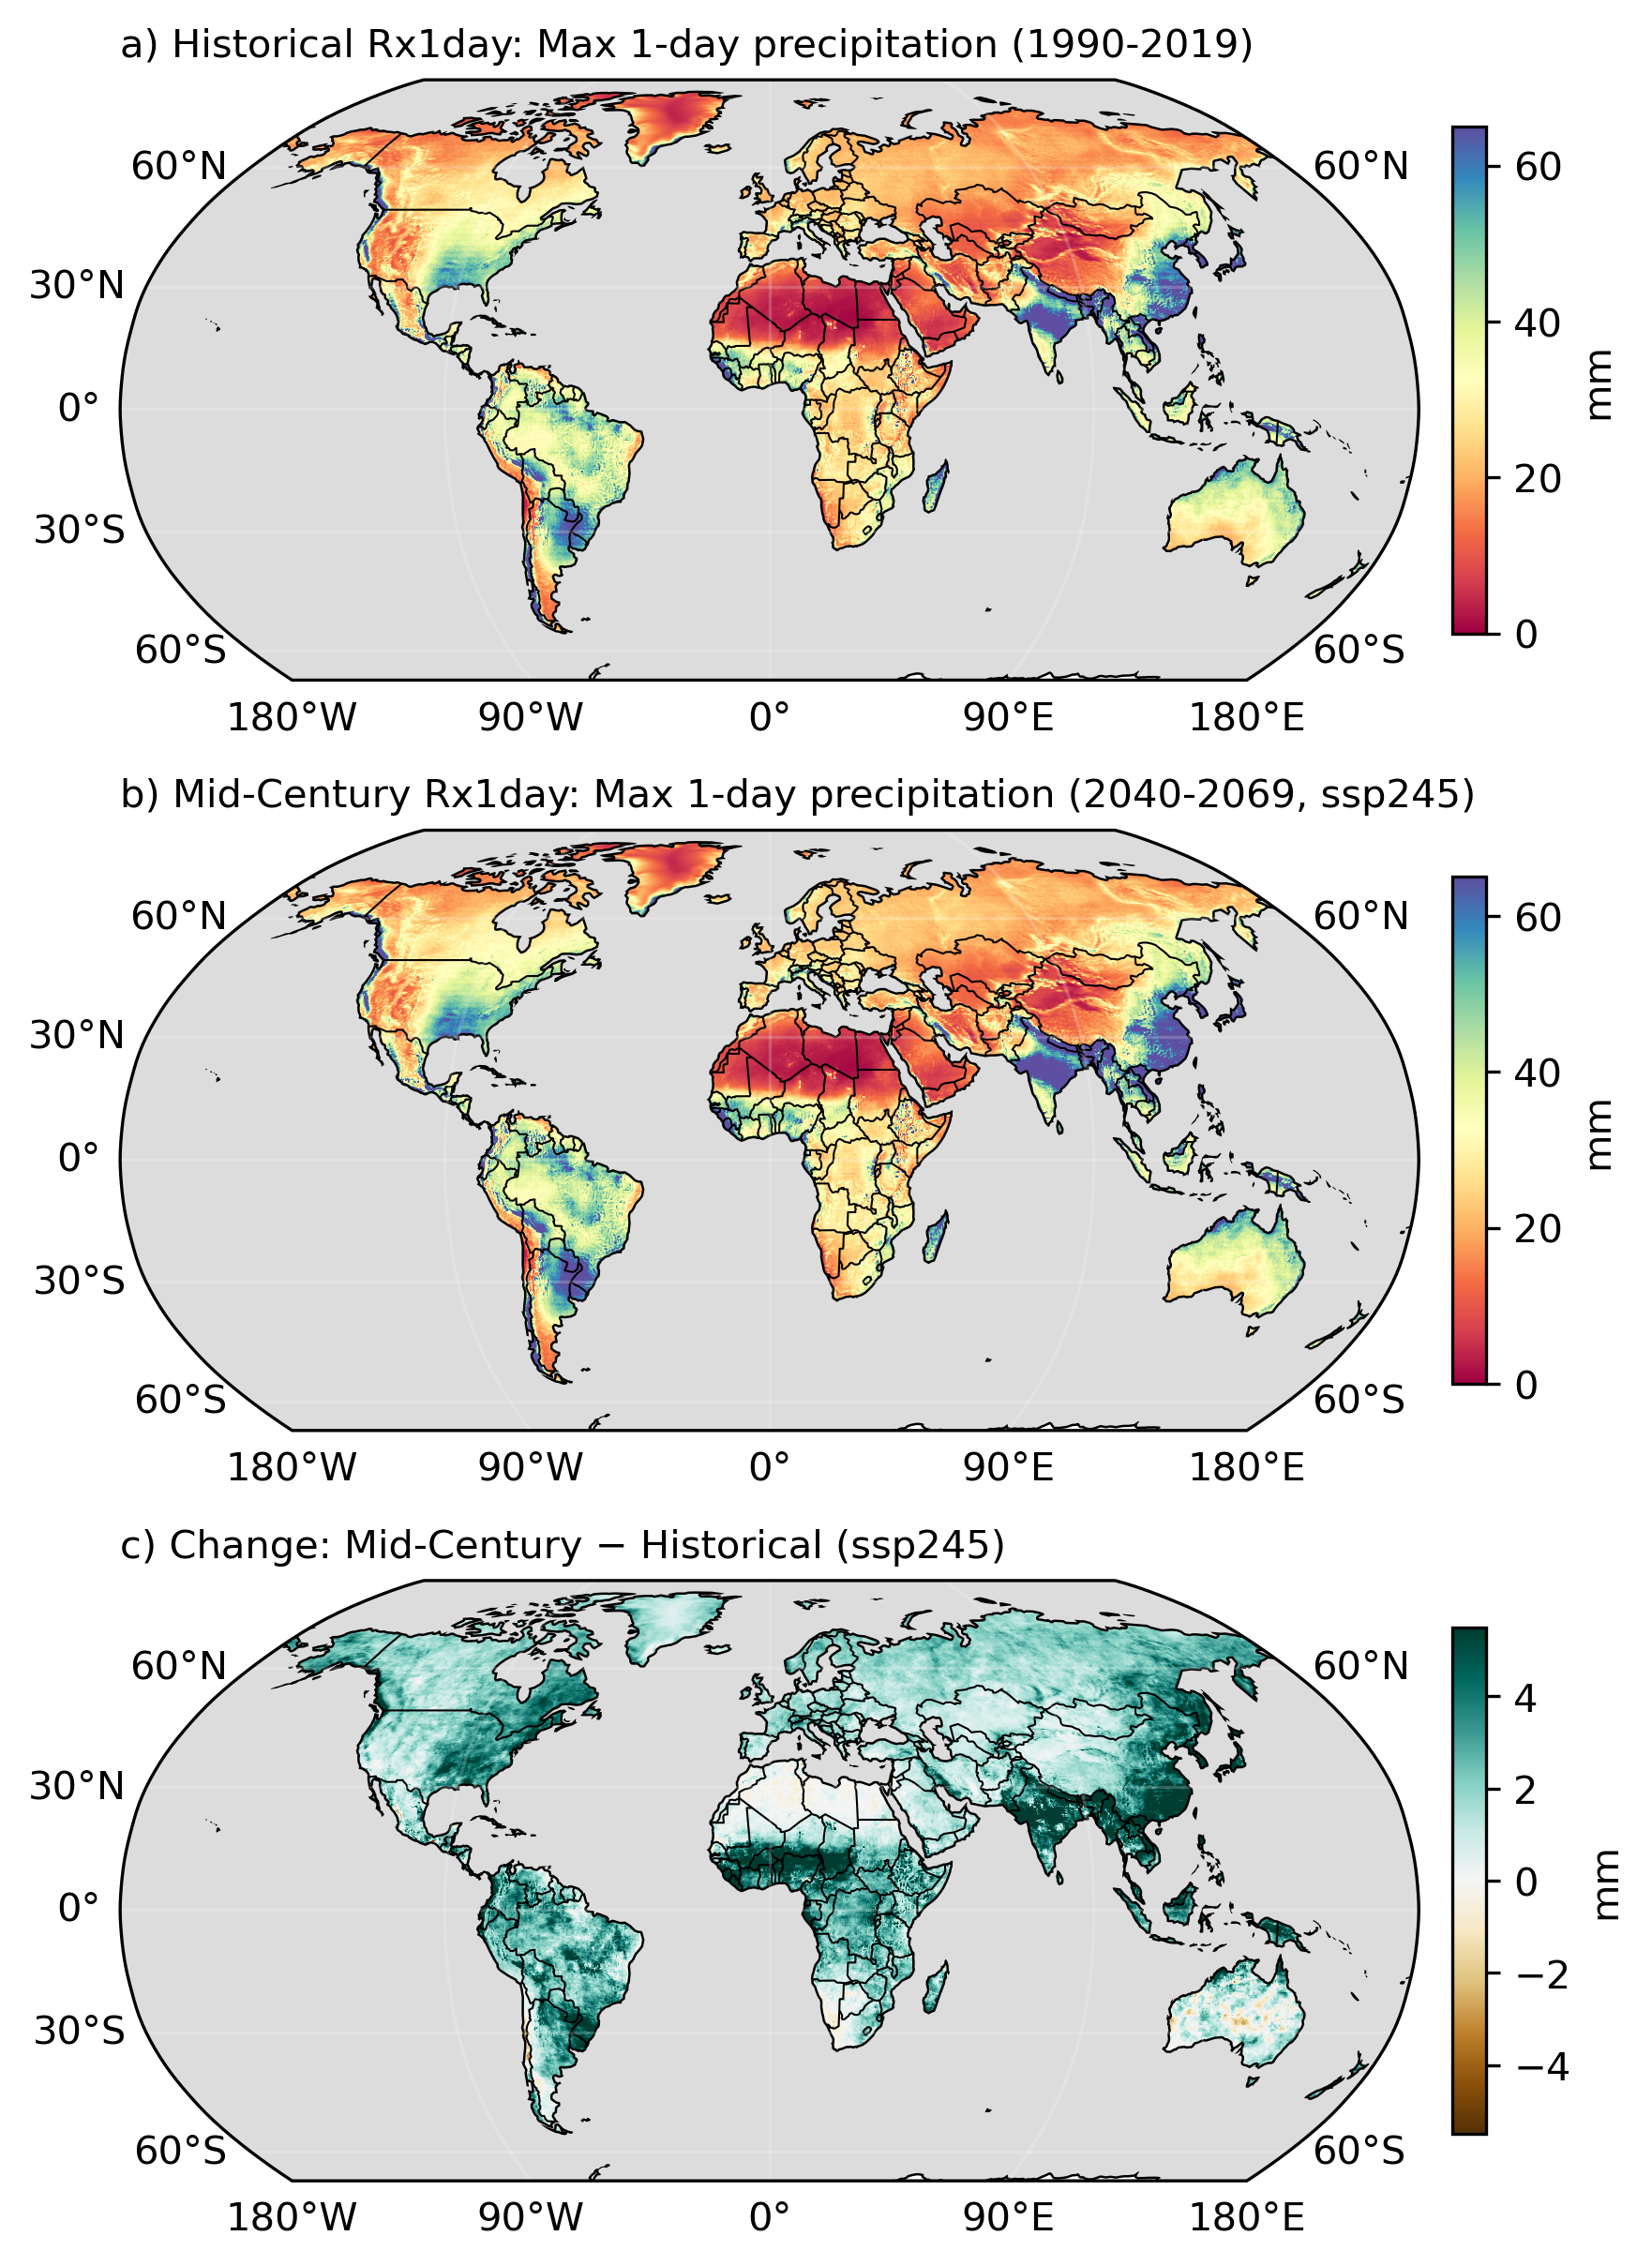 a) Historical Rx1day: Max 1-day precipitation (1990-2019)
60°N 60°N
30°N
0°
30°S
60°S 60°S
180°W 90°W 0° 90°E 180°E
60
40
20
0
mm
b) Mid-Century Rx1day: Max 1-day precipitation (2040-2069, ssp245)
60°N 60°N
30°N
0°
30°S
60°S 60°S
180°W 90°W 0° 90°E 180°E
60
40
20
0
mm
c) Change: Mid-Century − Historical (ssp245)
60°N 60°N
30°N
0°
30°S
60°S 60°S
180°W 90°W 0° 90°E 180°E
4
2
0
−2
−4
mm